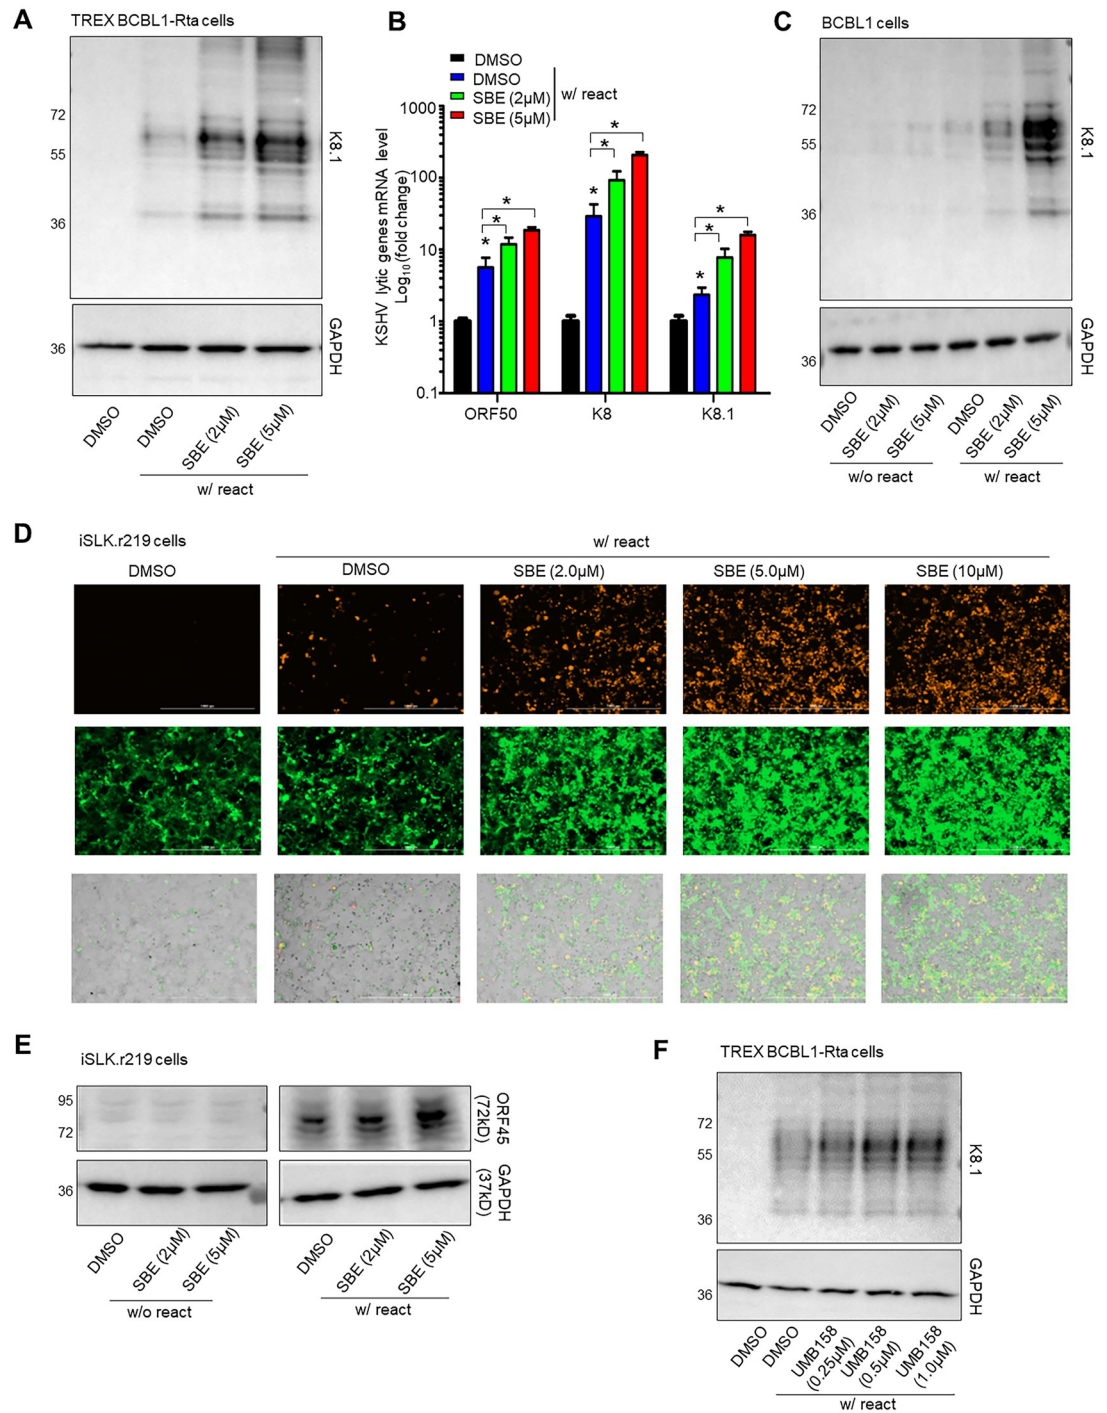 A
TREX BCBL1-Rta cells
72
55
36
K8.1
36
GAPDH
DMSO
DMSO
SBE (2μM)
SBE (5μM)
w/ react
B
DMSO
DMSO
SBE (2μM)
SBE (5μM)
w/ react
KSHV lytic genes mRNA level
Log10(fold change)
1000
100
10
1
0.1
* * *
* * *
* * *
ORF50
K8
K8.1
C
BCBL1 cells
72
55
36
K8.1
36
GAPDH
DMSO
SBE (2μM)
SBE (5μM)
DMSO
SBE (2μM)
SBE (5μM)
w/o react
w/ react
D
iSLK.r219 cells
w/ react
DMSO
DMSO
SBE (2.0μM)
SBE (5.0μM)
SBE (10μM)
E
iSLK.r219 cells
95
72
ORF45
(72kD)
36
GAPDH
(37kD)
DMSO
SBE (2μM)
SBE (5μM)
DMSO
SBE (2μM)
SBE (5μM)
w/o react
w/ react
F
TREX BCBL1-Rta cells
72
55
36
K8.1
36
GAPDH
DMSO
DMSO
UMB158
(0.25μM)
UMB158
(0.5μM)
UMB158
(1.0μM)
w/ react